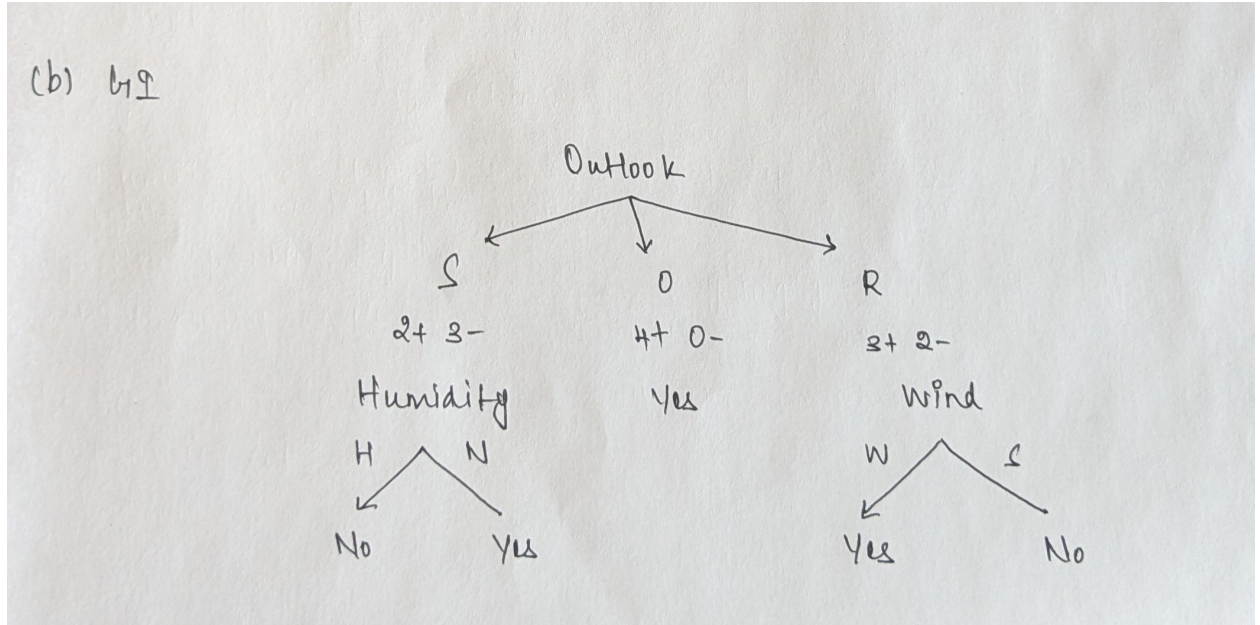 (b) GI
Outlook
S O R
2+ 3- 4+ 0- 3+ 2-
Humidity Yes Wind
H N W S
No Yes Yes No